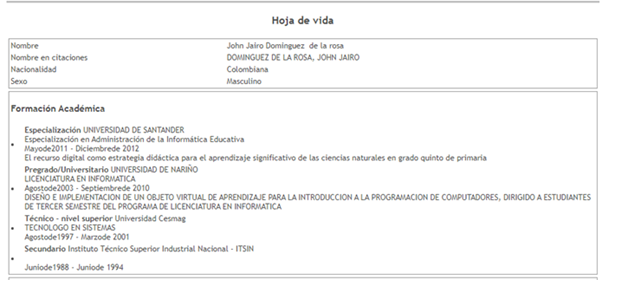 Hoja de vida
Nombre John Jairo Dominguez de la rosa
Nombre en citaciones DOMINGUEZ DE LA ROSA, JOHN JAIRO
Nacionalidad Colombiana
Sexo Masculino
Formación Académica
Especialización UNIVERSIDAD DE SANTANDER
Especialización en Administración de la Informática Educativa
Mayode2011 - Diciembrede 2012
El recurso digital como estrategia didáctica para el aprendizaje significativo de las ciencias naturales en grado quinto de primaria
Pregrado/Universitario UNIVERSIDAD DE NARIÑO
LICENCIATURA EN INFORMATICA
Agostode2003 - Septiembrede 2010
DISEÑO E IMPLEMENTACION DE UN OBJETO VIRTUAL DE APRENDIZAJE PARA LA INTRODUCCION A LA PROGRAMACION DE COMPUTADORES, DIRIGIDO A ESTUDIANTES
DE TERCER SEMESTRE DEL PROGRAMA DE LICENCIATURA EN INFORMATICA
Técnico - nivel superior Universidad Cesmag
TECNOLOGO EN SISTEMAS
Agostode1997 - Marzode 2001
Secundario Instituto Técnico Superior Industrial Nacional - ITSIN
Juniode1988 - Juniode 1994